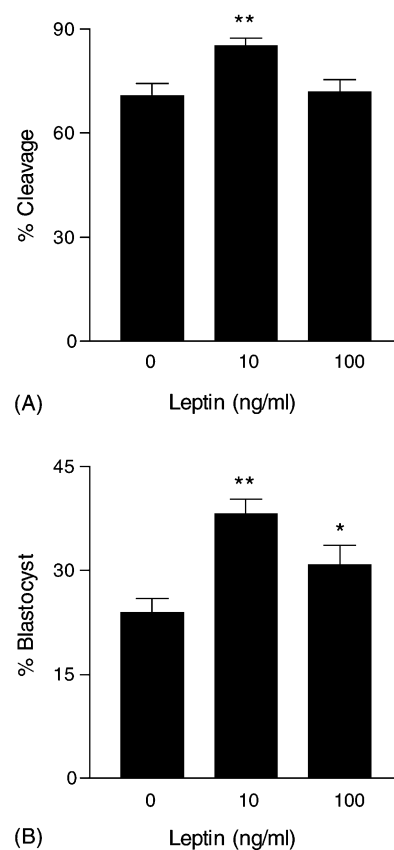 **
90
60
30
0
% Cleavage
0 10 100
(A) Leptin (ng/ml)
45
**
*
30
15
0
% Blastocyst
0 10 100
(B) Leptin (ng/ml)